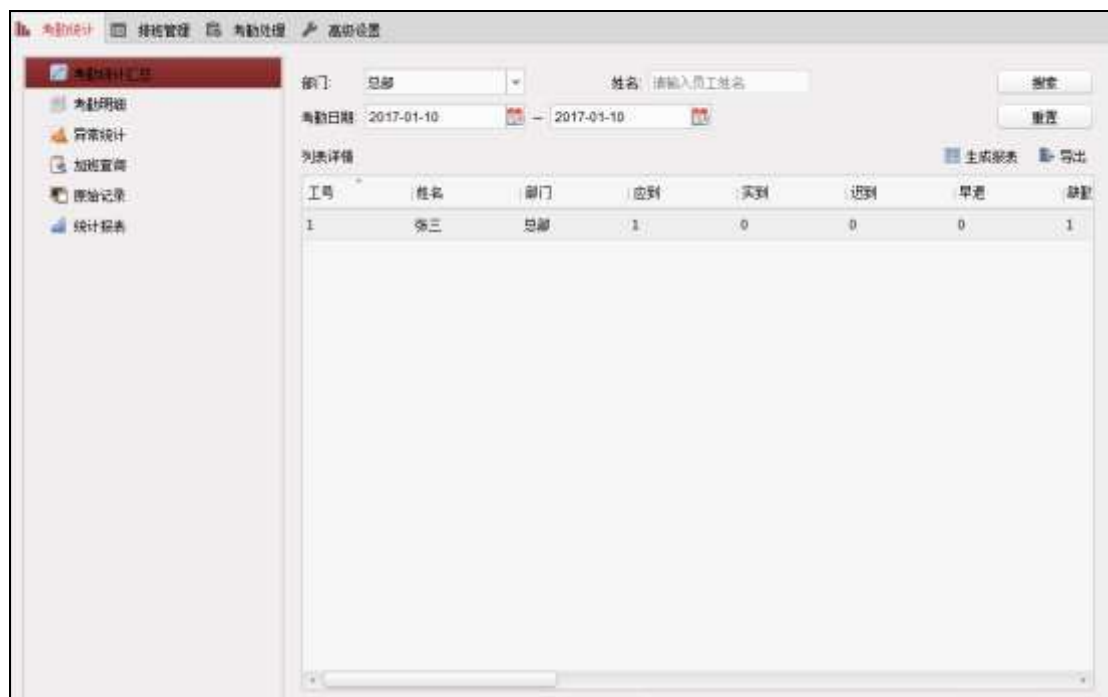 考勤统计 排班管理 考勤处理 高级设置
考勤统计汇总
考勤明细
异常统计
加班查询
原始记录
统计报表
部门: 总部 姓名: 请输入员工姓名 搜索
考勤日期: 2017-01-10 – 2017-01-10 重置
列表详情 生成报表 导出
工号 姓名 部门 应到 实到 迟到 早退 缺勤
1 张三 总部 1 0 0 0 1